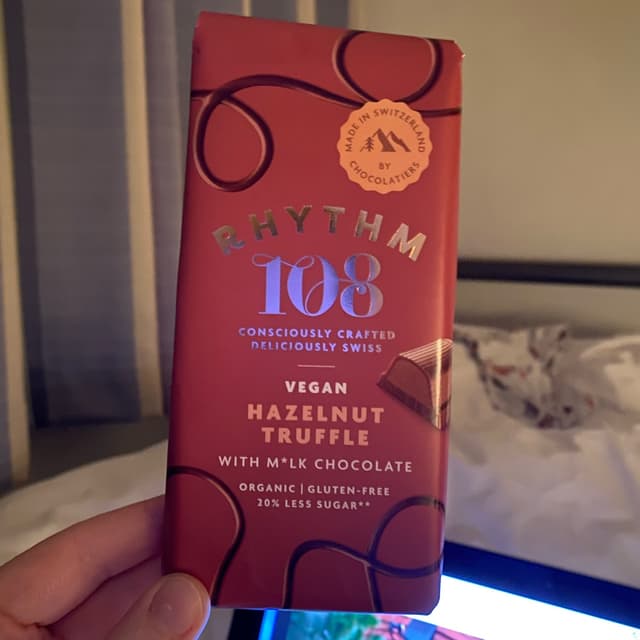 MADE IN SWITZERLAND
BY
CHOCOLATIERS
RHYTHM
108
CONSCIOUSLY CRAFTED
DELICIOUSLY SWISS
VEGAN
HAZELNUT
TRUFFLE
WITH M*LK CHOCOLATE
ORGANIC | GLUTEN-FREE
20% LESS SUGAR**